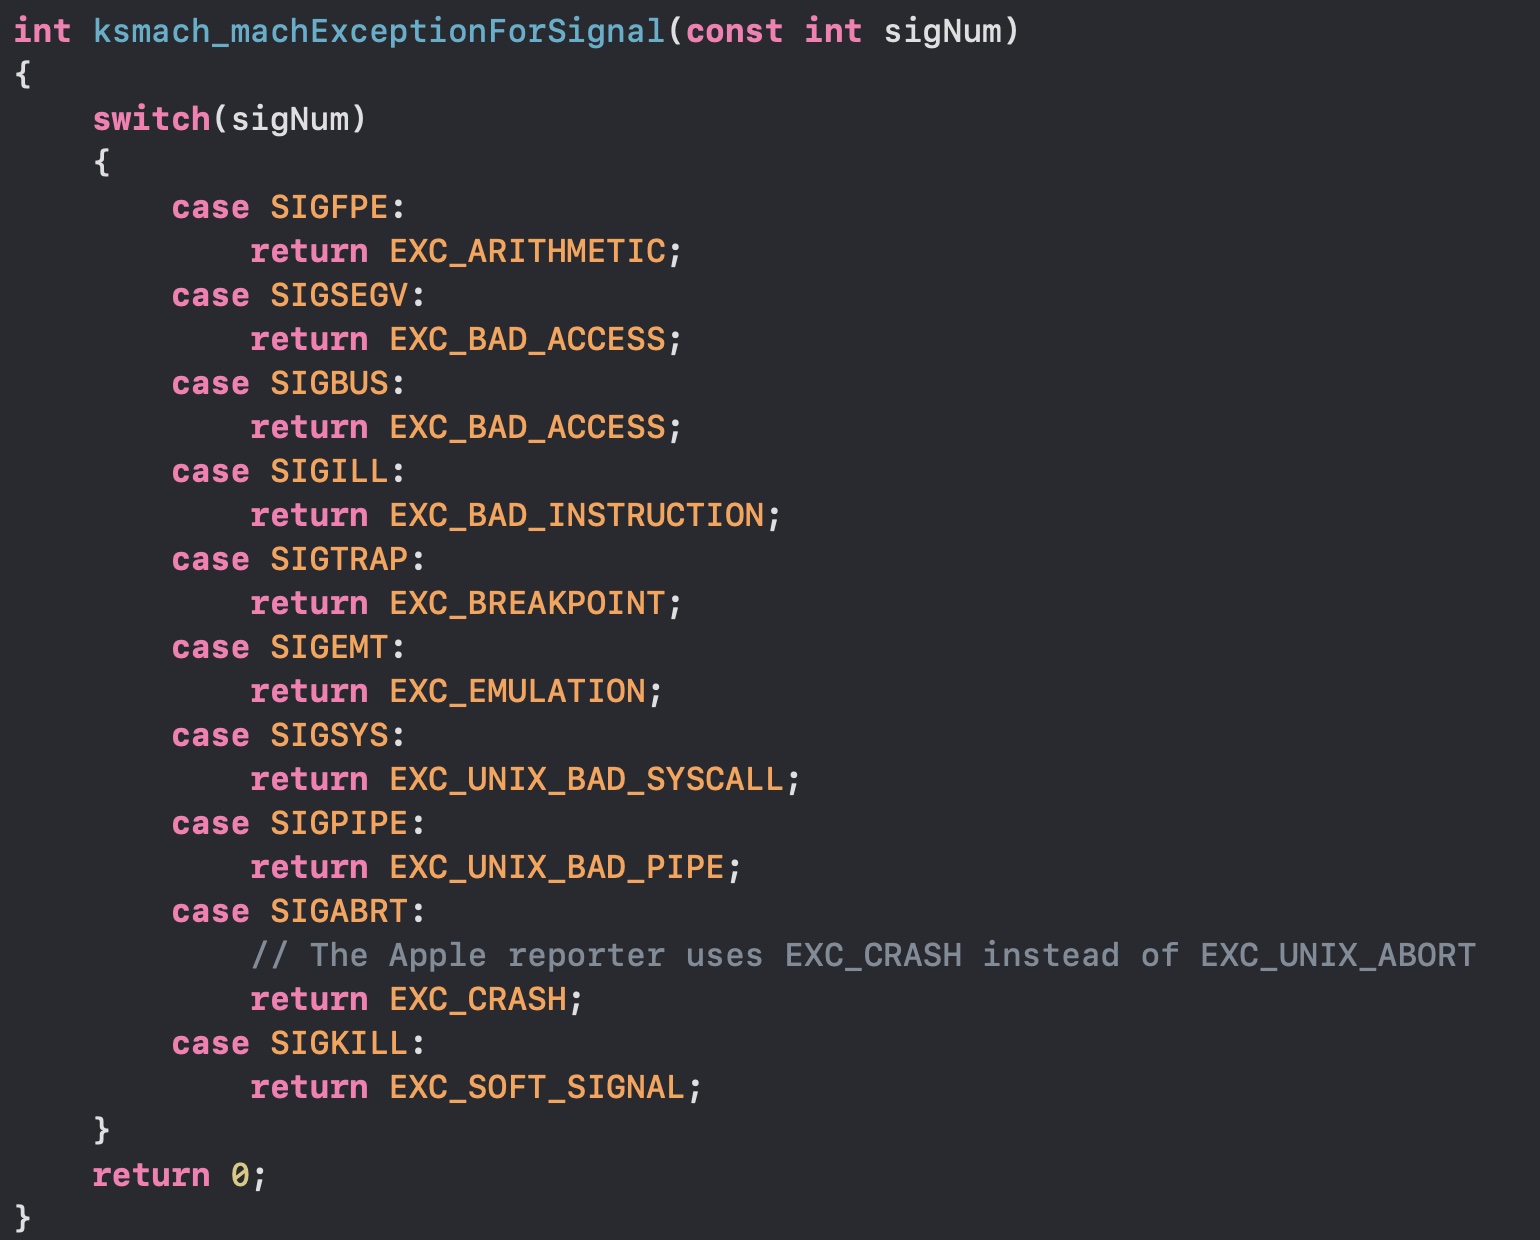 int ksmach_machExceptionForSignal(const int sigNum)
{
    switch(sigNum)
    {
        case SIGFPE:
            return EXC_ARITHMETIC;
        case SIGSEGV:
            return EXC_BAD_ACCESS;
        case SIGBUS:
            return EXC_BAD_ACCESS;
        case SIGILL:
            return EXC_BAD_INSTRUCTION;
        case SIGTRAP:
            return EXC_BREAKPOINT;
        case SIGEMT:
            return EXC_EMULATION;
        case SIGSYS:
            return EXC_UNIX_BAD_SYSCALL;
        case SIGPIPE:
            return EXC_UNIX_BAD_PIPE;
        case SIGABRT:
            // The Apple reporter uses EXC_CRASH instead of EXC_UNIX_ABORT
            return EXC_CRASH;
        case SIGKILL:
            return EXC_SOFT_SIGNAL;
    }
    return 0;
}